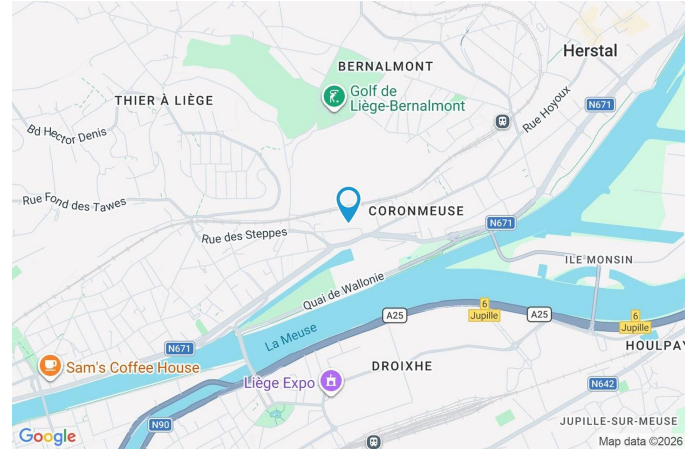 Herstal
BERNALMONT
Golf de
Liège-Bernalmont
THIER À LIÈGE
N671
Rue Hoyoux
Bd Hector Denis
Rue Fond des Tawes
CORONMEUSE
N671
Rue des Steppes
ILE MONSIN
Quai de Wallonie
6
Jupille
A25
A25
6
Jupille
La Meuse
N671
HOULPAY
Sam's Coffee House
DROIXHE
Liège Expo
N642
N90
JUPILLE-SUR-MEUSE
Google
Map data ©2026